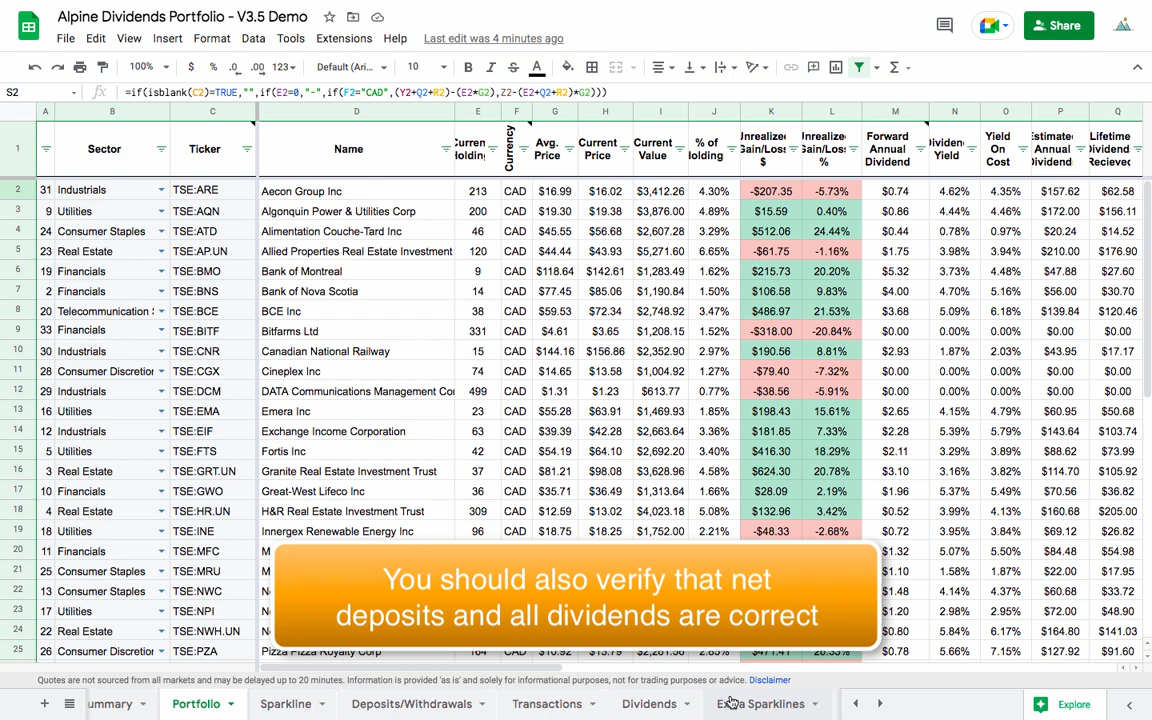 Alpine Dividends Portfolio - V3.5 Demo
Share
File Edit View Insert Format Data Tools Extensions Help Last edit was 4 minutes ago
100% $ % .0 .00 123 Default (Ari... 10 B I S A Σ
S2 fx =if(isblank(C2)=TRUE,"",if(E2=0,"-",if(F2="CAD",(Y2+Q2+R2)-(E2*G2),Z2-(E2+Q2+R2)*G2)))
A B C D E F G H I J K L M N O P Q
1 Sector Ticker Name Currency Avg. Price Current Price Current Value % of Forward Annual Dividend Yield On Cost Lifetime
2 31 Industrials TSE:ARE Aecon Group Inc 213 CAD $16.99 $16.02 $3,412.26 4.30% -$207.35 -5.73% $0.74 4.62% 4.35% $157.62 $62.58
3 9 Utilities TSE:AQN Algonquin Power & Utilities Corp 200 CAD $19.30 $19.38 $3,876.00 4.89% $15.59 0.40% $0.86 4.44% 4.46% $172.00 $156.11
4 24 Consumer Staples TSE:ATD Alimentation Couche-Tard Inc 46 CAD $45.55 $56.68 $2,607.28 3.29% $512.06 24.44% $0.44 0.78% 0.97% $20.24 $14.52
5 23 Real Estate TSE:AP.UN Allied Properties Real Estate Investment 120 CAD $44.44 $43.93 $5,271.60 6.65% -$61.75 -1.16% $1.75 3.98% 3.94% $210.00 $176.90
6 19 Financials TSE:BMO Bank of Montreal 9 CAD $118.64 $142.61 $1,283.49 1.62% $215.73 20.20% $5.32 3.73% 4.48% $47.88 $27.60
7 2 Financials TSE:BNS Bank of Nova Scotia 14 CAD $77.45 $85.06 $1,190.84 1.50% $106.58 9.83% $4.00 4.70% 5.16% $56.00 $30.70
8 20 Telecommunication TSE:BCE BCE Inc 38 CAD $59.53 $72.34 $2,748.92 3.47% $486.97 21.53% $3.68 5.09% 6.18% $139.84 $120.46
9 33 Financials TSE:BITF Bitfarms Ltd 331 CAD $4.61 $3.65 $1,208.15 1.52% -$318.00 -20.84% $0.00 0.00% 0.00% $0.00 $0.00
10 30 Industrials TSE:CNR Canadian National Railway 15 CAD $144.16 $156.86 $2,352.90 2.97% $190.56 8.81% $2.93 1.87% 2.03% $43.95 $17.17
11 28 Consumer Discretior TSE:CGX Cineplex Inc 74 CAD $14.65 $13.58 $1,004.92 1.27% -$79.40 -7.32% $0.00 0.00% 0.00% $0.00 $0.00
12 29 Industrials TSE:DCM DATA Communications Management Cor 499 CAD $1.31 $1.23 $613.77 0.77% -$38.56 -5.91% $0.00 0.00% 0.00% $0.00 $0.00
13 16 Utilities TSE:EMA Emera Inc 23 CAD $55.28 $63.91 $1,469.93 1.85% $198.43 15.61% $2.65 4.15% 4.79% $60.95 $50.68
14 12 Industrials TSE:EIF Exchange Income Corporation 63 CAD $39.39 $42.28 $2,663.64 3.36% $181.85 7.33% $2.28 5.39% 5.79% $143.64 $103.74
15 5 Utilities TSE:FTS Fortis Inc 42 CAD $54.19 $64.10 $2,692.20 3.40% $416.30 18.29% $2.11 3.29% 3.89% $88.62 $73.99
16 3 Real Estate TSE:GRT.UN Granite Real Estate Investment Trust 37 CAD $81.21 $98.08 $3,628.96 4.58% $624.30 20.78% $3.10 3.16% 3.82% $114.70 $105.92
17 10 Financials TSE:GWO Great-West Lifeco Inc 36 CAD $35.71 $36.49 $1,313.64 1.66% $28.09 2.19% $1.96 5.37% 5.49% $70.56 $36.82
18 4 Real Estate TSE:HR.UN H&R Real Estate Investment Trust 309 CAD $12.59 $13.02 $4,023.18 5.08% $132.96 3.42% $0.52 3.99% 4.13% $160.68 $205.00
19 18 Utilities TSE:INE Innergex Renewable Energy Inc 96 CAD $18.75 $18.25 $1,752.00 2.21% -$48.33 -2.68% $0.72 3.95% 3.84% $69.12 $26.82
20 11 Financials TSE:MFC $1.32 5.07% 5.50% $84.48 $54.98
21 25 Consumer Staples TSE:MRU $1.10 1.58% 1.87% $22.00 $17.95
22 13 Consumer Staples TSE:NWC $1.48 4.14% 4.37% $60.68 $33.72
23 17 Utilities TSE:NPI $1.20 2.98% 2.95% $72.00 $48.90
24 22 Real Estate TSE:NWH.UN $0.80 5.84% 6.17% $164.80 $141.03
25 26 Consumer Discretior TSE:PZA Pizza Pizza Royalty Corp $0.78 5.66% 7.15% $127.92 $91.60
You should also verify that net
deposits and all dividends are correct
Quotes are not sourced from all markets and may be delayed up to 20 minutes. Information is provided 'as is' and solely for informational purposes, not for trading purposes or advice. Disclaimer
ummary Portfolio Sparkline Deposits/Withdrawals Transactions Dividends Sparklines Explore